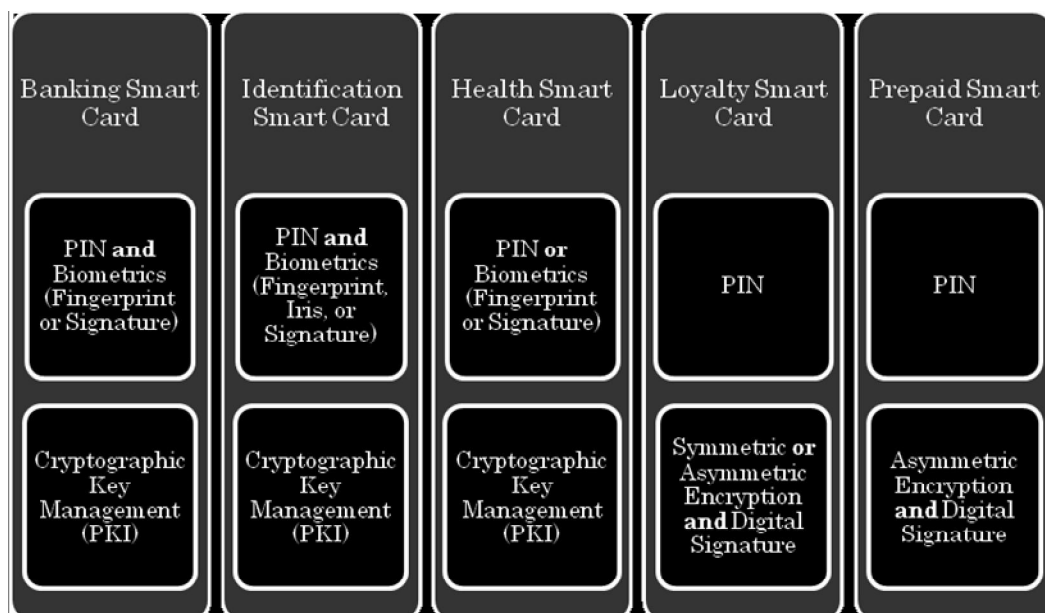 Banking Smart
Card
PIN and
Biometrics
(Fingerprint
or Signature)
Cryptographic
Key
Management
(PKI)
Identification
Smart Card
PIN and
Biometrics
(Fingerprint,
Iris, or
Signature)
Cryptographic
Key
Management
(PKI)
Health Smart
Card
PIN or
Biometrics
(Fingerprint
or Signature)
Cryptographic
Key
Management
(PKI)
Loyalty Smart
Card
PIN
Symmetric or
Asymmetric
Encryption
and Digital
Signature
Prepaid Smart
Card
PIN
Asymmetric
Encryption
and Digital
Signature